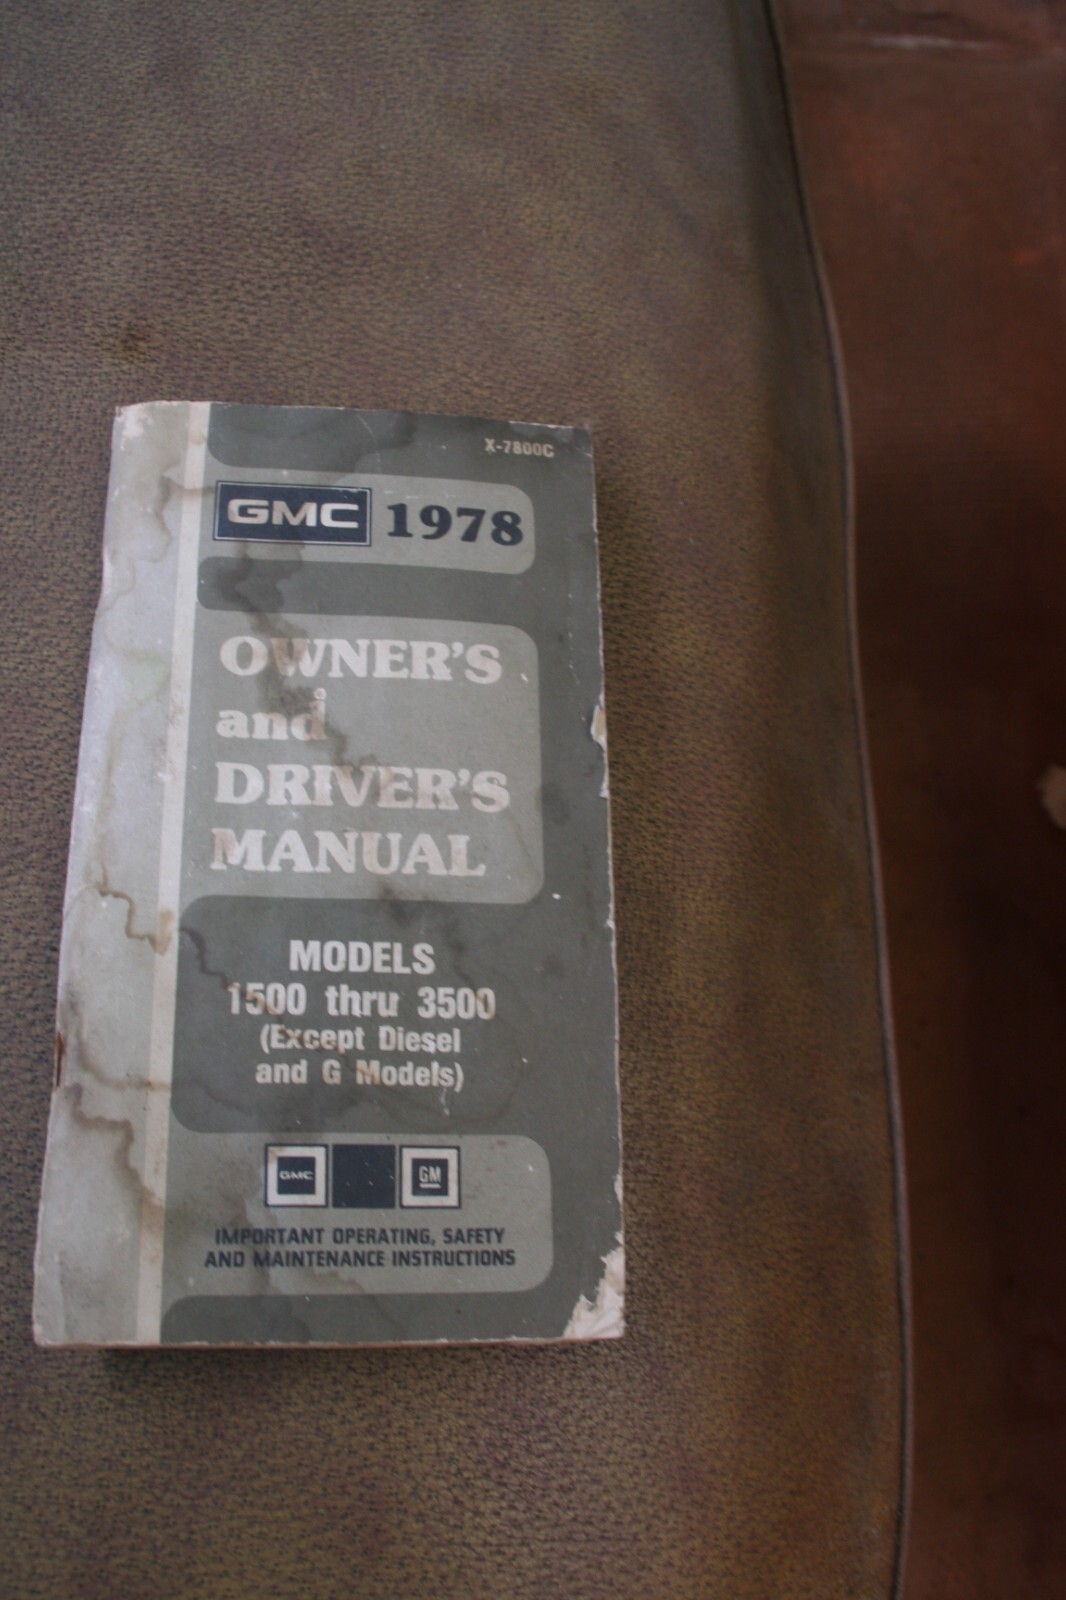 X-7800C
GMC 1978
OWNER'S
and
DRIVER'S
MANUAL
MODELS
1500 thru 3500
(Except Diesel
and G Models)
GMC GM
IMPORTANT OPERATING, SAFETY
AND MAINTENANCE INSTRUCTIONS